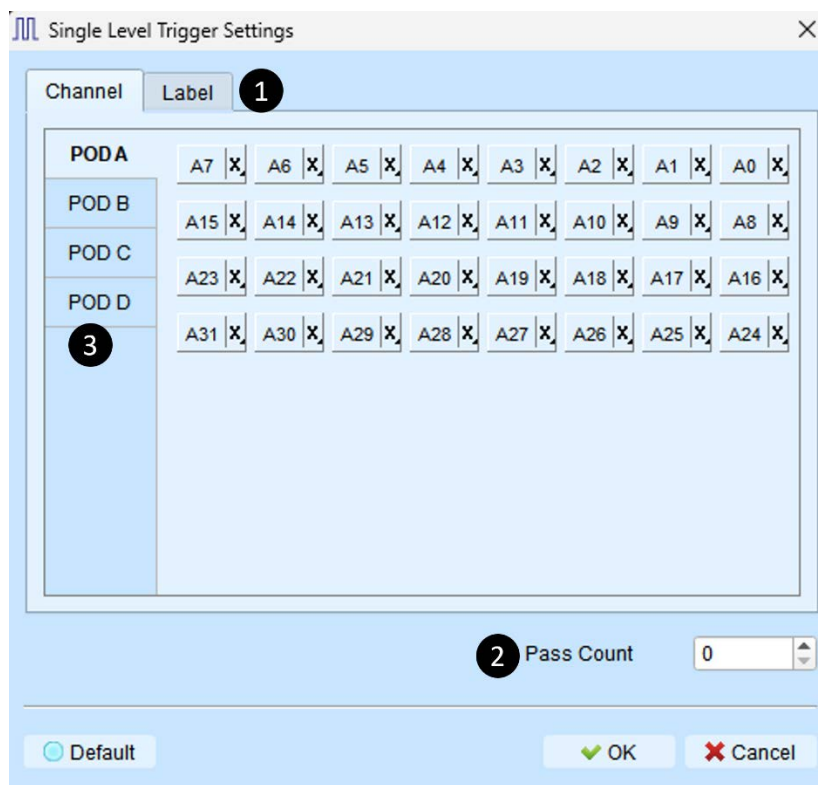 Single Level Trigger Settings
Channel Label 1
POD A
POD B
POD C
POD D
3
A7 X A6 X A5 X A4 X A3 X A2 X A1 X A0 X
A15 X A14 X A13 X A12 X A11 X A10 X A9 X A8 X
A23 X A22 X A21 X A20 X A19 X A18 X A17 X A16 X
A31 X A30 X A29 X A28 X A27 X A26 X A25 X A24 X
2 Pass Count 0
Default OK Cancel